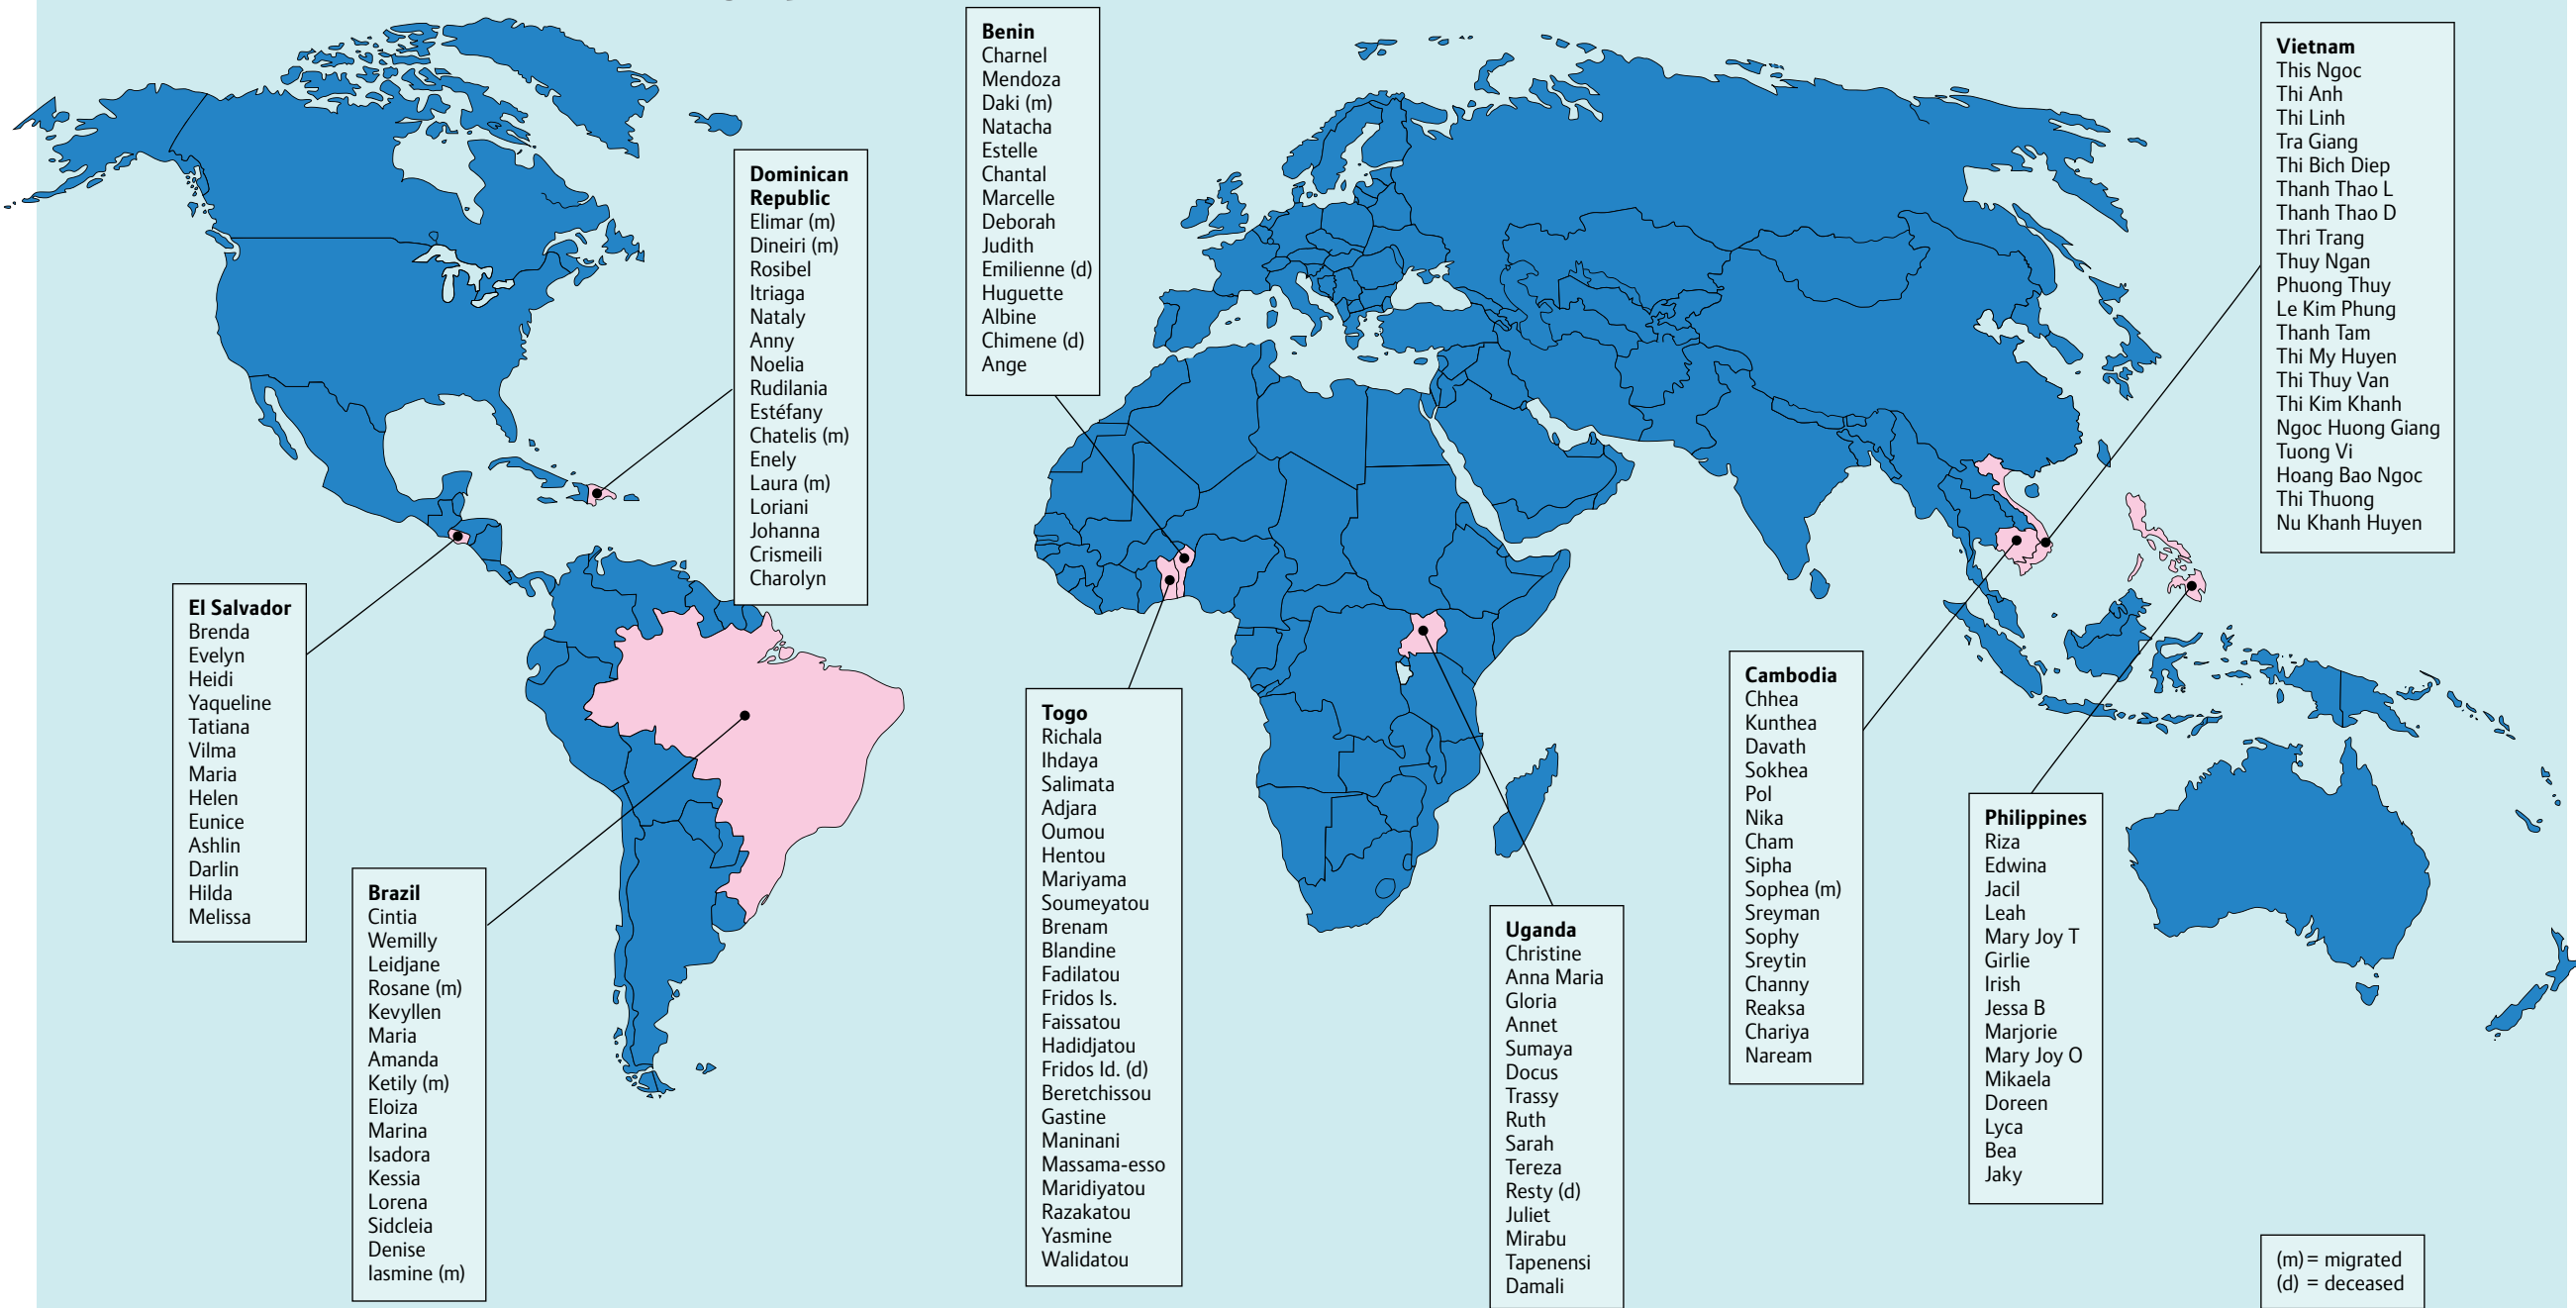 Benin
Charnel
Mendoza
Daki (m)
Natacha
Estelle
Chantal
Marcelle
Deborah
Judith
Emilienne (d)
Huguette
Albine
Chimene (d)
Ange
Vietnam
This Ngoc
Thi Anh
Thi Linh
Tra Giang
Thi Bich Diep
Thanh Thao L
Thanh Thao D
Thri Trang
Thuy Ngan
Phuong Thuy
Le Kim Phung
Thanh Tam
Thi My Huyen
Thi Thuy Van
Thi Kim Khanh
Ngoc Huong Giang
Tuong Vi
Hoang Bao Ngoc
Thi Thuong
Nu Khanh Huyen
Dominican
Republic
Elimar (m)
Dineiri (m)
Rosibel
Itriaga
Nataly
Anny
Noelia
Rudilania
Estéfany
Chatelis (m)
Enely
Laura (m)
Loriani
Johanna
Crismeili
Charolyn
El Salvador
Brenda
Evelyn
Heidi
Yaqueline
Tatiana
Vilma
Maria
Helen
Eunice
Ashlin
Darlin
Hilda
Melissa
Brazil
Cintia
Wemilly
Leidjane
Rosane (m)
Kevyllen
Maria
Amanda
Ketily (m)
Eloiza
Marina
Isadora
Kessia
Lorena
Sidcleia
Denise
Iasmine (m)
Togo
Richala
Ihdaya
Salimata
Adjara
Oumou
Hentou
Mariyama
Soumeyatou
Brenam
Blandine
Fadilatou
Fridos Is.
Faissatou
Hadidjatou
Fridos Id. (d)
Beretchissou
Gastine
Maninani
Massama-esso
Maridiyatou
Razakatou
Yasmine
Walidatou
Uganda
Christine
Anna Maria
Gloria
Annet
Sumaya
Docus
Trassy
Ruth
Sarah
Tereza
Resty (d)
Juliet
Mirabu
Tapenensi
Damali
Cambodia
Chhea
Kunthea
Davath
Sokhea
Pol
Nika
Cham
Sipha
Sophea (m)
Sreyman
Sophy
Sreytin
Channy
Reaksa
Chariya
Naream
Philippines
Riza
Edwina
Jacil
Leah
Mary Joy T
Girlie
Irish
Jessa B
Marjorie
Mary Joy O
Mikaela
Doreen
Lyca
Bea
Jaky
(m) = migrated
(d) = deceased